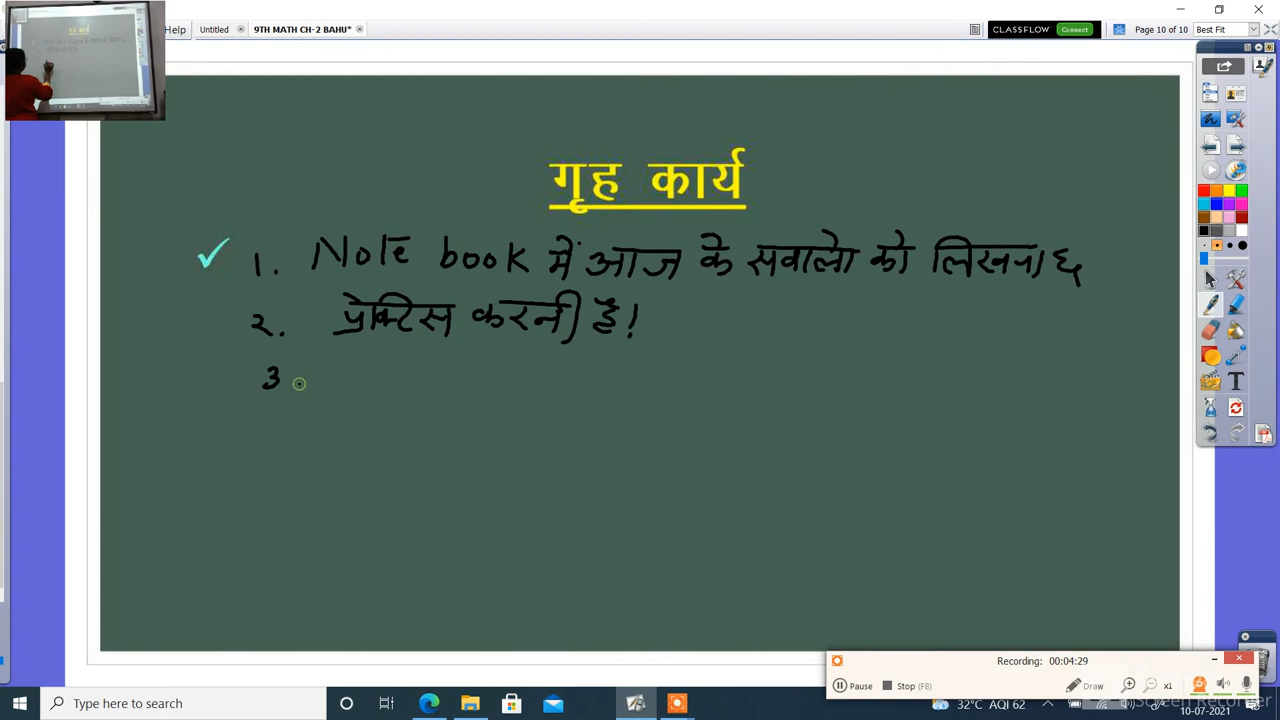 Help Untitled 9TH MATH CH-2 BAHU* CLASSFLOW Connect Page 10 of 10 Best Fit
गृह कार्य
1. Note book में आज के सवालो को लिखना है
2. प्रेक्टिस करनी है!
3
Recording: 00:04:29
Pause Stop (F8) Draw x1
Type here to search 32°C AQI 62
10-07-2021